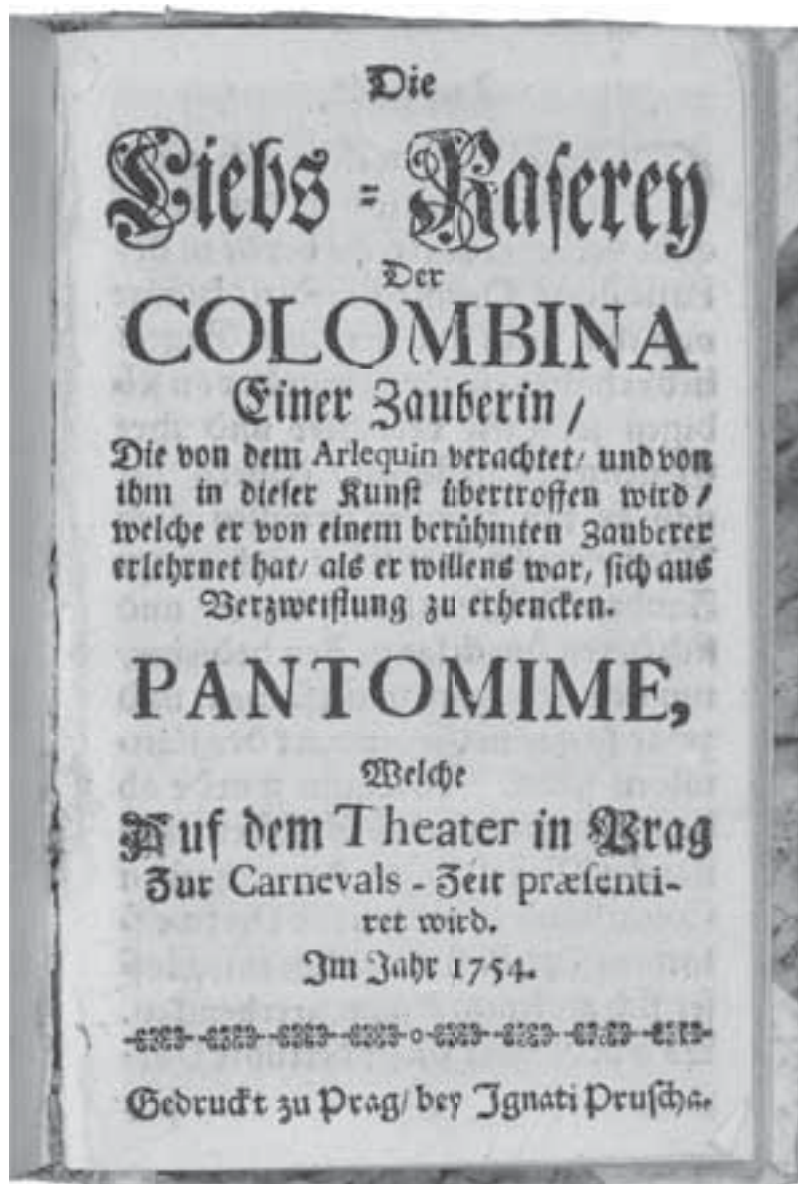 Die
Liebs-Raserey
Der
COLOMBINA
Einer Zauberin /
Die von dem Arlequin verachtet/ und von
ihm in dieser Kunst übertroffen wird /
welche er von einem berühmten Zauberer
erlehrnet hat/ als er willens war, sich aus
Verzweiflung zu erhencken.
PANTOMIME,
Welche
Auf dem Theater in Prag
Zur Carnevals-Zeit præsenti-
ret wird.
Im Jahr 1754.
Gedruckt zu Prag/ bey Ignati Pruscha.